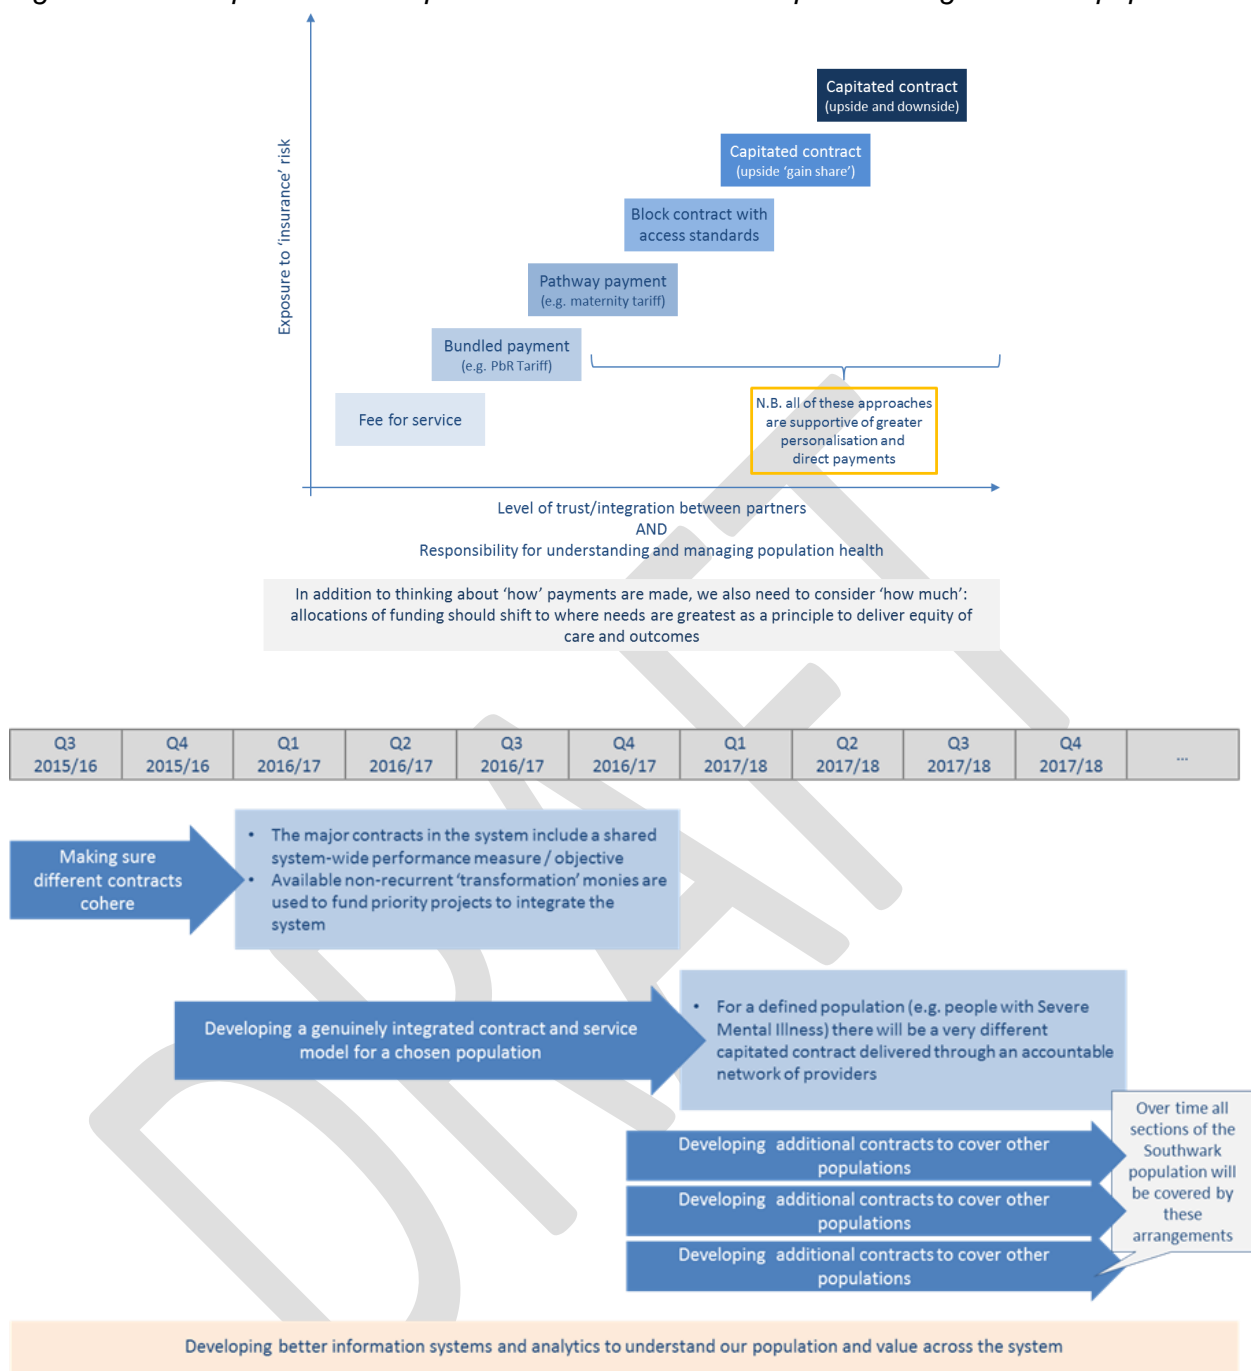 Capitated contract
(upside and downside)
Capitated contract
(upside ‘gain share’)
Block contract with
access standards
Pathway payment
(e.g. maternity tariff)
Bundled payment
(e.g. PbR Tariff)
Fee for service
N.B. all of these approaches
are supportive of greater
personalisation and
direct payments
Exposure to ‘insurance’ risk
Level of trust/integration between partners
AND
Responsibility for understanding and managing population health
In addition to thinking about ‘how’ payments are made, we also need to consider ‘how much’:
allocations of funding should shift to where needs are greatest as a principle to deliver equity of
care and outcomes
DRAFT
Q3 Q4 Q1 Q2 Q3 Q4 Q1 Q2 Q3 Q4 ...
2015/16 2015/16 2016/17 2016/17 2016/17 2016/17 2017/18 2017/18 2017/18 2017/18
Making sure
different contracts
cohere
• The major contracts in the system include a shared
system-wide performance measure / objective
• Available non-recurrent ‘transformation’ monies are
used to fund priority projects to integrate the
system
Developing a genuinely integrated contract and service
model for a chosen population
• For a defined population (e.g. people with Severe
Mental Illness) there will be a very different
capitated contract delivered through an accountable
network of providers
Developing additional contracts to cover other
populations
Developing additional contracts to cover other
populations
Developing additional contracts to cover other
populations
Over time all
sections of the
Southwark
population will
be covered by
these
arrangements
Developing better information systems and analytics to understand our population and value across the system